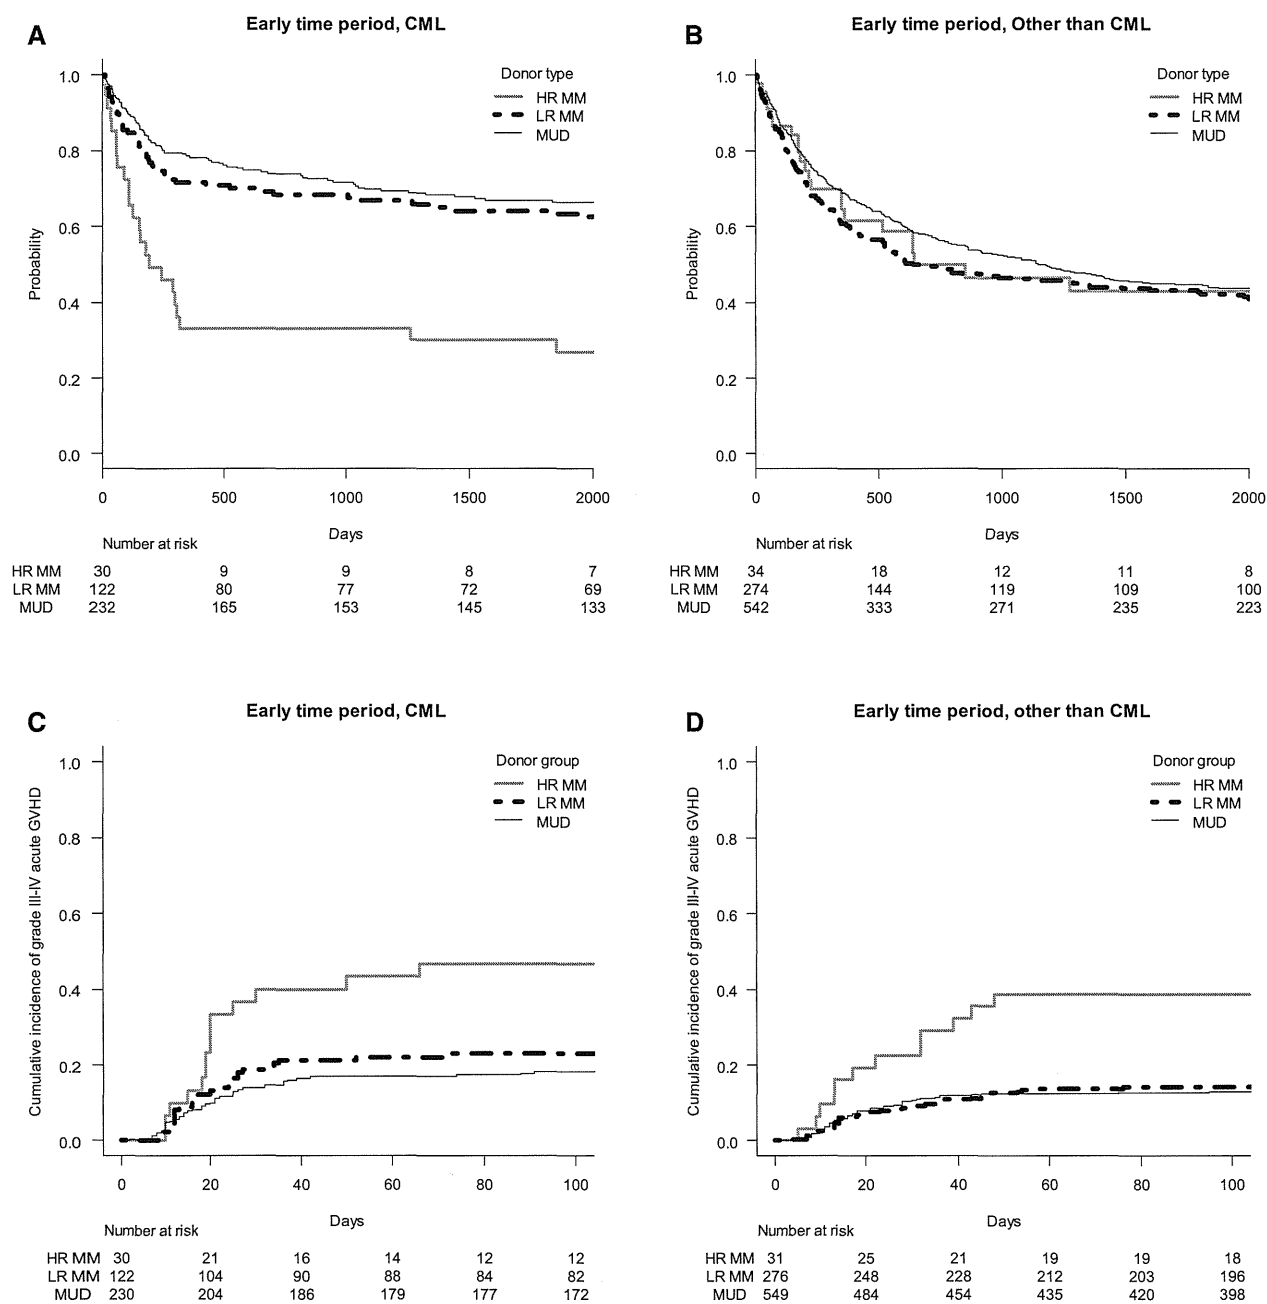 A
Early time period, CML
Probability
1.0
0.8
0.6
0.4
0.2
0.0
Donor type
HR MM
LR MM
MUD
0 500 1000 1500 2000
Days
Number at risk
HR MM 30 9 9 8 7
LR MM 122 80 77 72 69
MUD 232 165 153 145 133
B
Early time period, Other than CML
Probability
1.0
0.8
0.6
0.4
0.2
0.0
Donor type
HR MM
LR MM
MUD
0 500 1000 1500 2000
Days
Number at risk
HR MM 34 18 12 11 8
LR MM 274 144 119 109 100
MUD 542 333 271 235 223
C
Early time period, CML
Cumulative incidence of grade III-IV acute GVHD
1.0
0.8
0.6
0.4
0.2
0.0
Donor group
HR MM
LR MM
MUD
0 20 40 60 80 100
Days
Number at risk
HR MM 30 21 16 14 12 12
LR MM 122 104 90 88 84 82
MUD 230 204 186 179 177 172
D
Early time period, other than CML
Cumulative incidence of grade III-IV acute GVHD
1.0
0.8
0.6
0.4
0.2
0.0
Donor group
HR MM
LR MM
MUD
0 20 40 60 80 100
Days
Number at risk
HR MM 31 25 21 19 19 18
LR MM 276 248 228 212 203 196
MUD 549 484 454 435 420 398